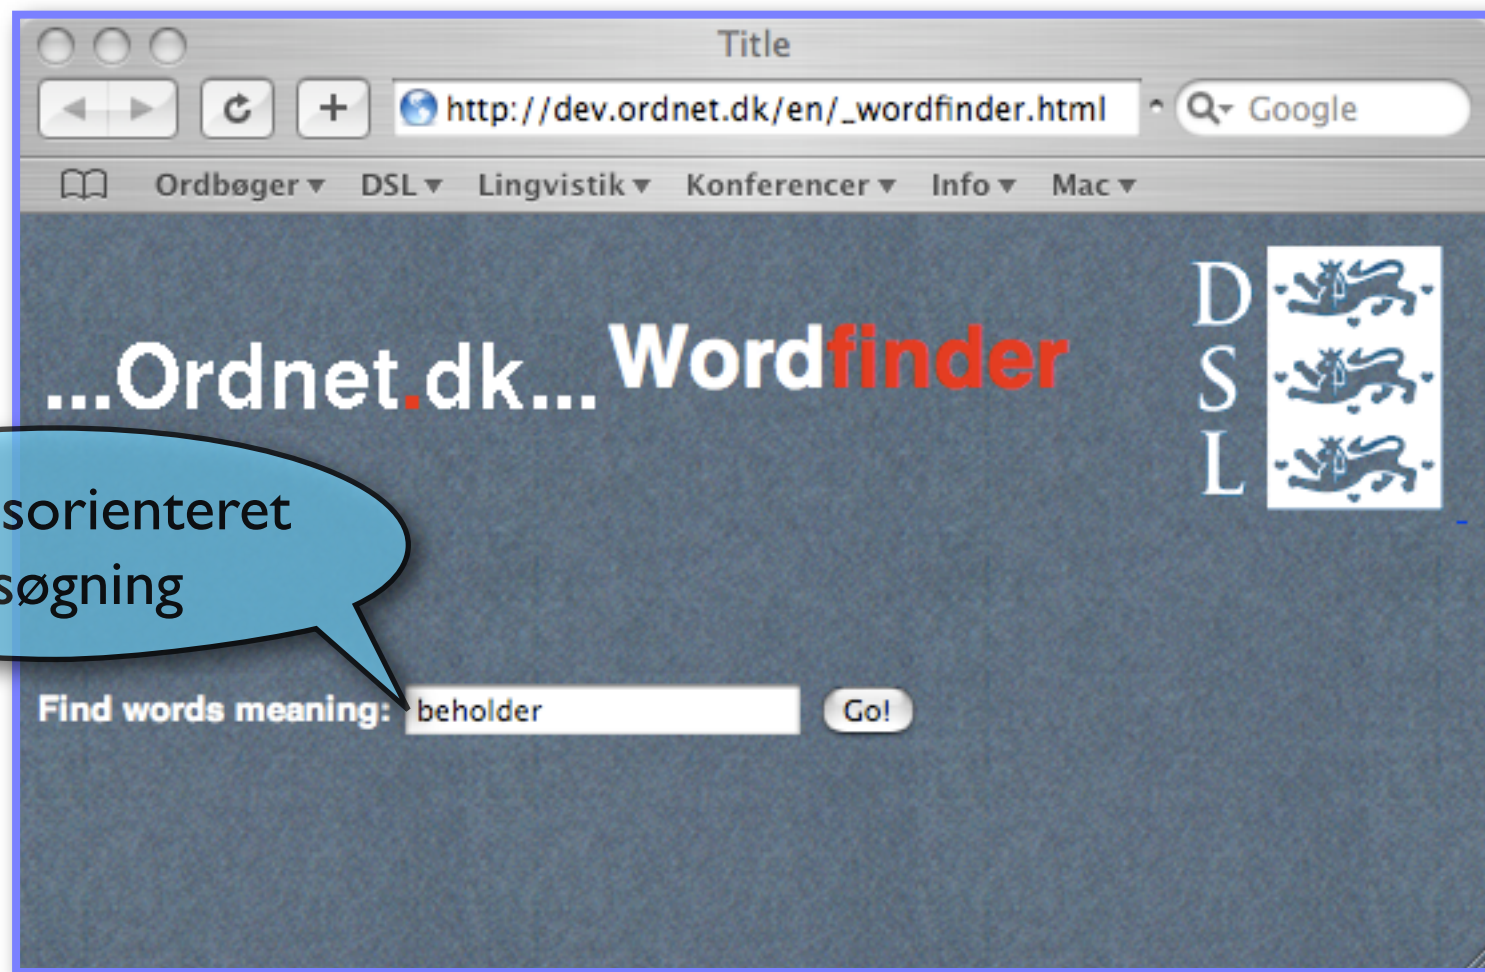 Title
http://dev.ordnet.dk/en/_wordfinder.html
Google
Ordbøger DSL Lingvistik Konferencer Info Mac
...Ordnet.dk... Wordfinder
D
S
L
sorienteret
søgning
Find words meaning: beholder Go!